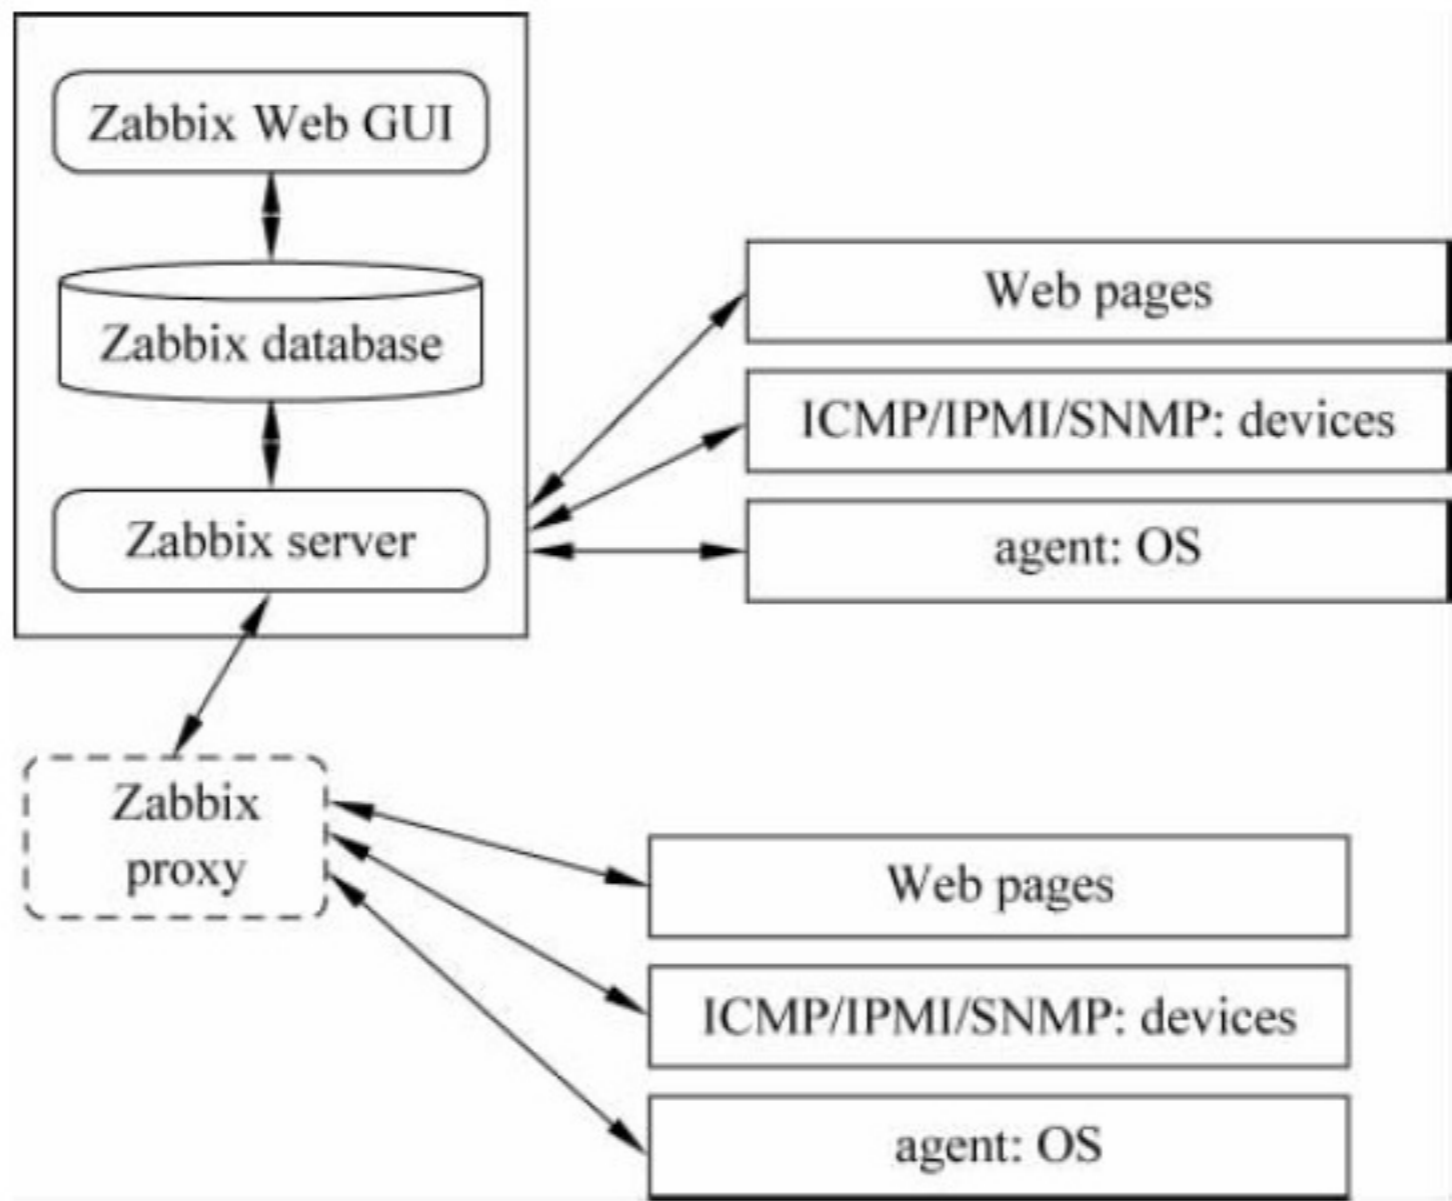 Zabbix Web GUI
Zabbix database
Zabbix server
Web pages
ICMP/IPMI/SNMP: devices
agent: OS
Zabbix
proxy
Web pages
ICMP/IPMI/SNMP: devices
agent: OS